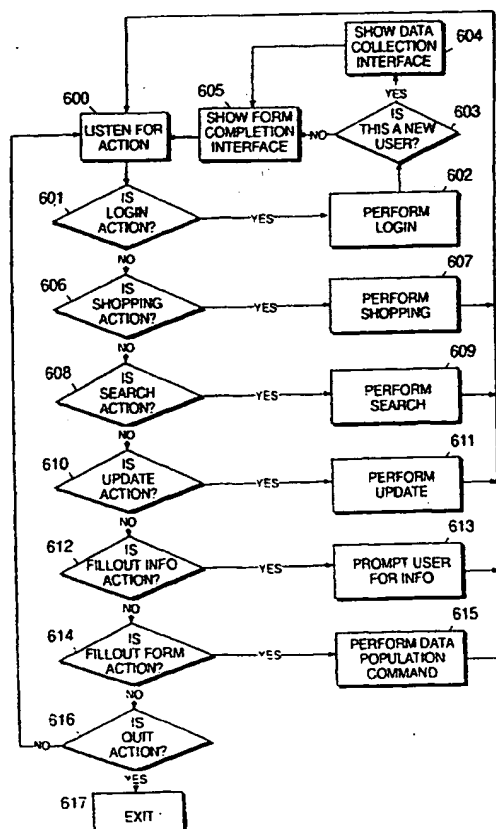 SHOW DATA
COLLECTION
INTERFACE
604
600
605
YES
LISTEN FOR
ACTION
SHOW FORM
COMPLETION
INTERFACE
NO
IS
THIS A NEW
USER?
603
601
IS
LOGIN
ACTION?
YES
602
PERFORM
LOGIN
NO
606
IS
SHOPPING
ACTION?
YES
607
PERFORM
SHOPPING
NO
608
IS
SEARCH
ACTION?
YES
609
PERFORM
SEARCH
NO
610
IS
UPDATE
ACTION?
YES
611
PERFORM
UPDATE
NO
612
IS
FILLOUT INFO
ACTION?
YES
613
PROMPT USER
FOR INFO
NO
614
IS
FILLOUT FORM
ACTION?
YES
615
PERFORM DATA
POPULATION
COMMAND
NO
616
IS
QUIT
ACTION?
NO
YES
617
EXIT